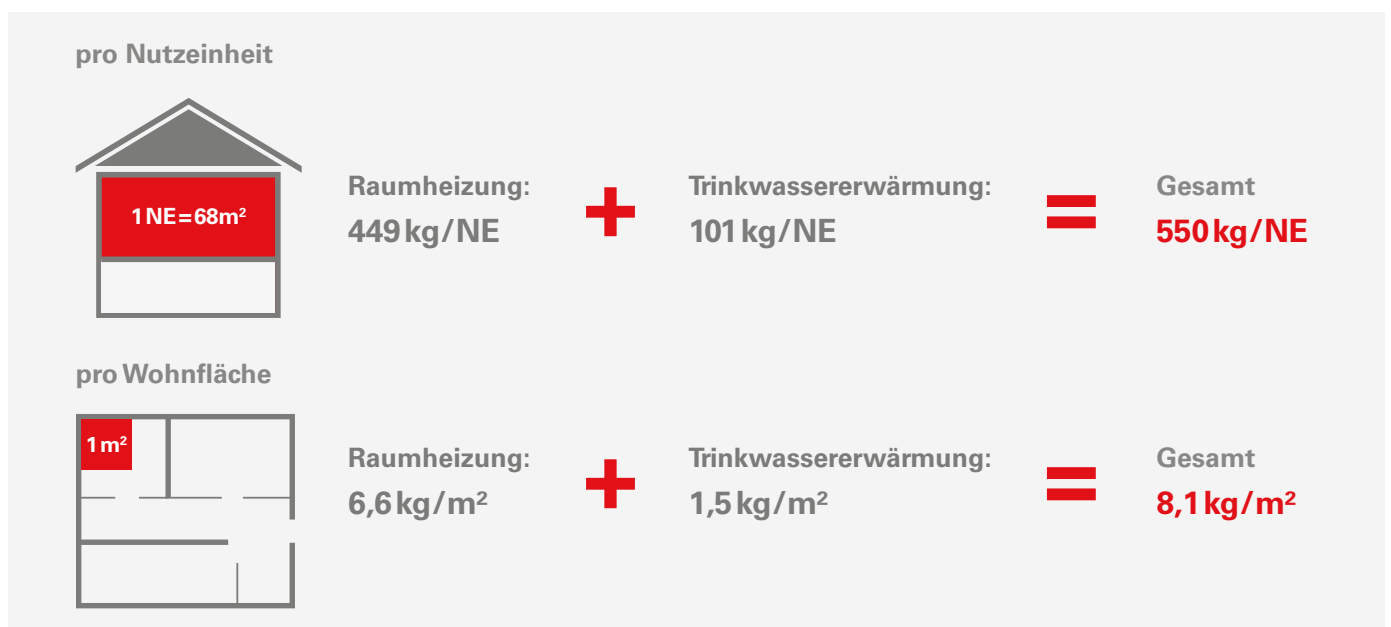 pro Nutzeinheit
1 NE=68m²
Raumheizung:
449 kg/NE
+
Trinkwassererwärmung:
101 kg/NE
=
Gesamt
550 kg/NE
pro Wohnfläche
1 m²
Raumheizung:
6,6 kg/m²
+
Trinkwassererwärmung:
1,5 kg/m²
=
Gesamt
8,1 kg/m²